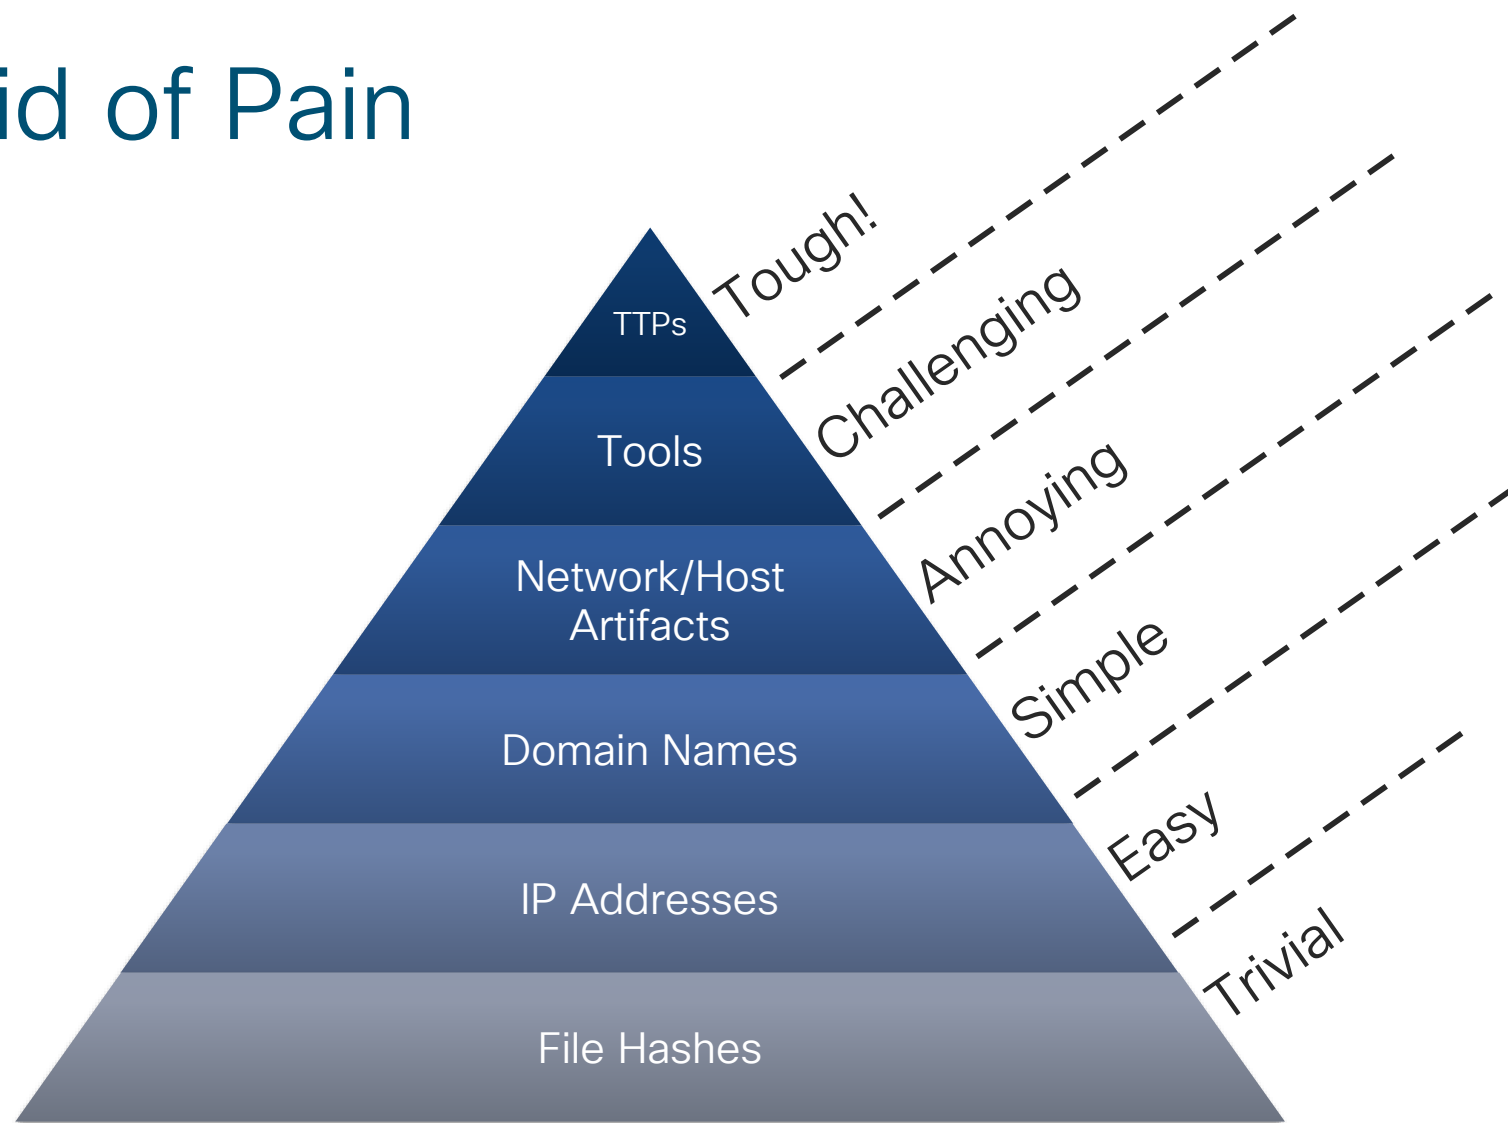 id of Pain
Tough!
TTPs
Challenging
Tools
Annoying
Network/Host
Artifacts
Simple
Domain Names
Easy
IP Addresses
Trivial
File Hashes